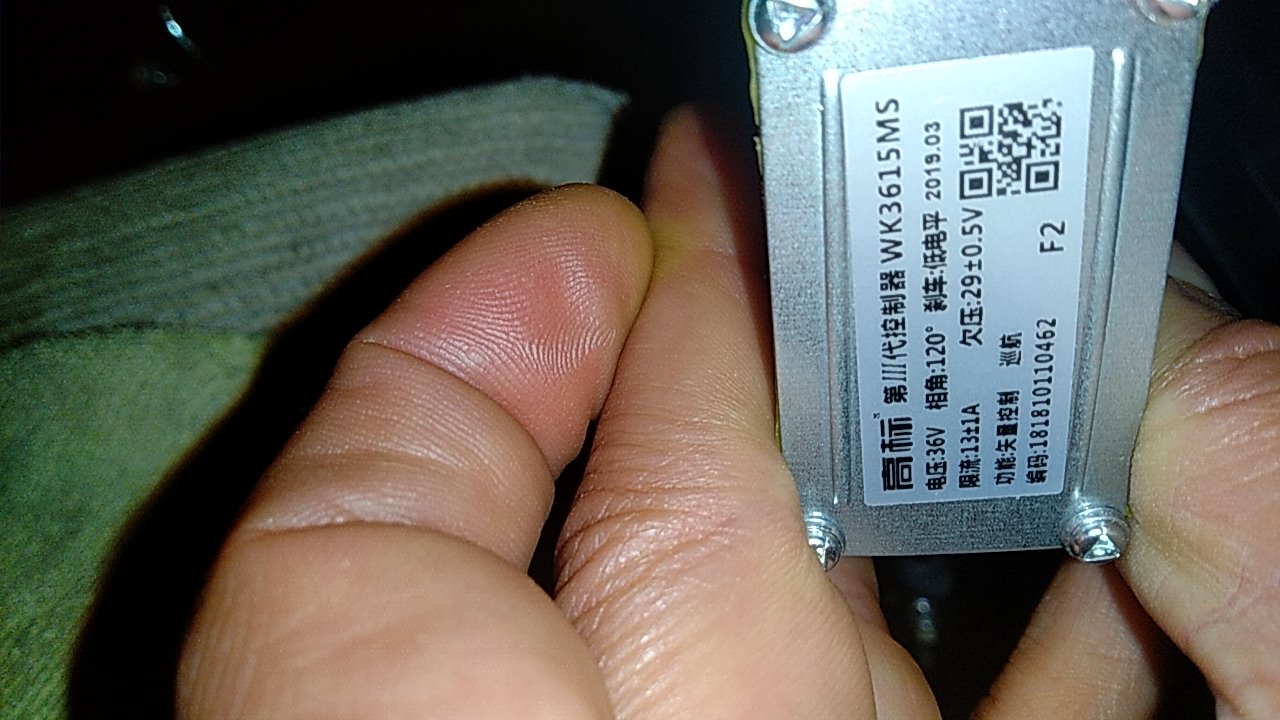 高标 第III代控制器 WK3615MS
电压:36V 相角:120° 刹车:低电平 2019.03
限流:13±1A 欠压:29±0.5V
功能:矢量控制 巡航
编码:181810110462 F2